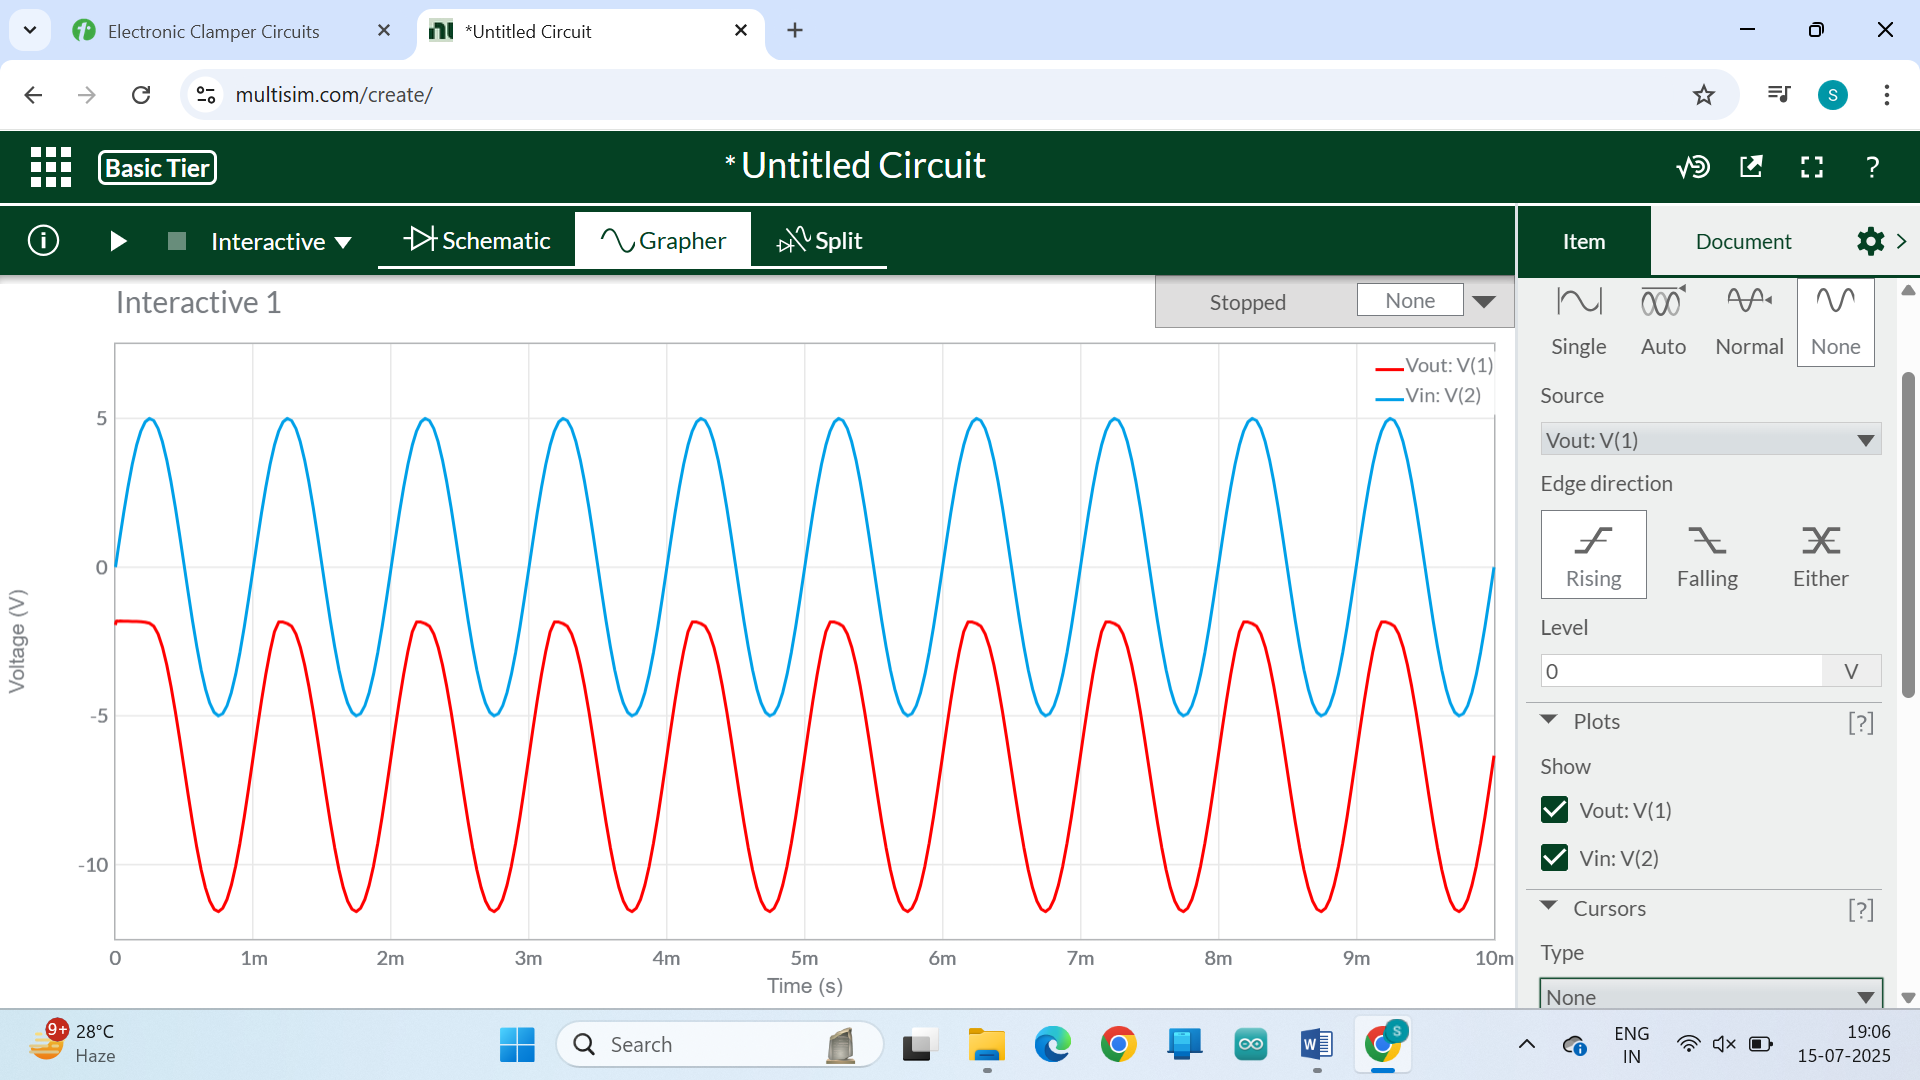 Electronic Clamper Circuits
*Untitled Circuit
multisim.com/create/
S
Basic Tier
* Untitled Circuit
?
Interactive
Schematic
Grapher
Split
Item
Document
Interactive 1
Stopped
None
Single
Auto
Normal
None
Source
Vout: V(1)
Edge direction
Rising
Falling
Either
Level
0
V
Plots
[?]
Show
Vout: V(1)
Vin: V(2)
Cursors
[?]
Type
None
Vout: V(1)
Vin: V(2)
5
0
-5
-10
Voltage (V)
0
1m
2m
3m
4m
5m
6m
7m
8m
9m
10m
Time (s)
9+
28°C
Haze
Search
S
ENG
IN
19:06
15-07-2025